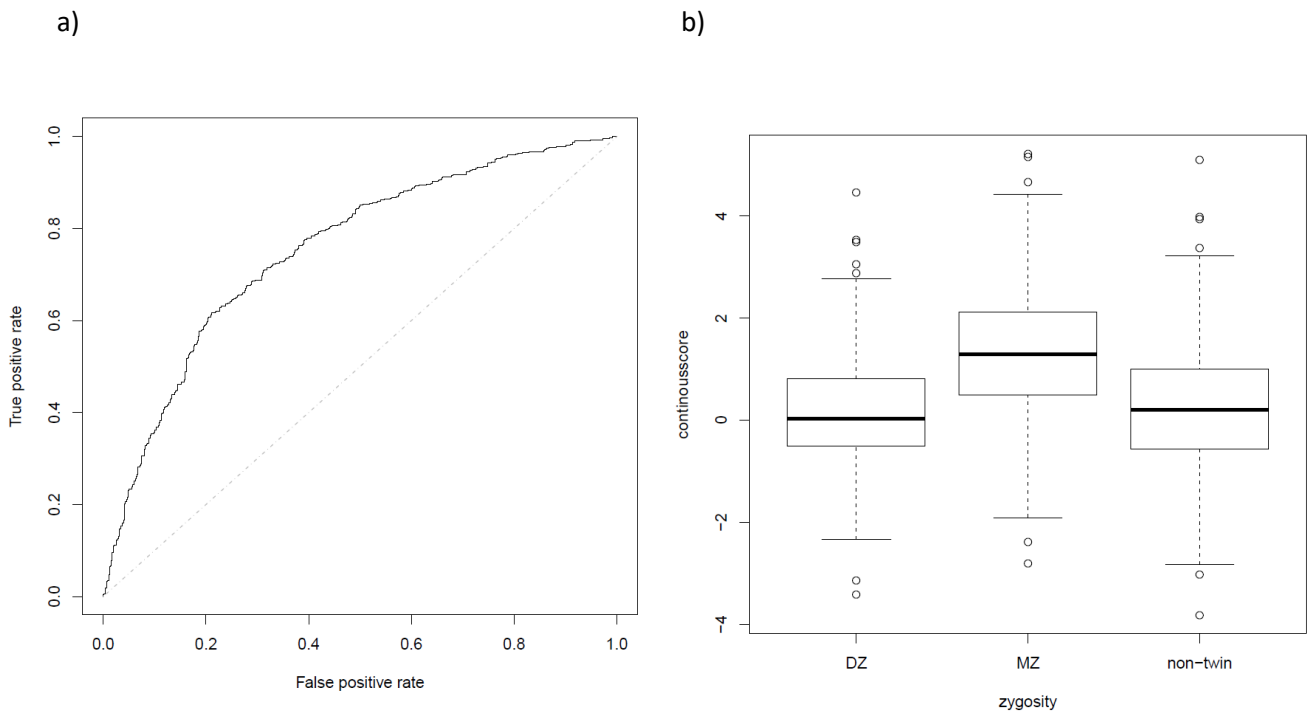 a)
b)
1.0
0.8
0.6
0.4
0.2
0.0
True positive rate
0.0 0.2 0.4 0.6 0.8 1.0
False positive rate
4
2
0
−2
−4
continousscore
DZ MZ non−twin
zygosity